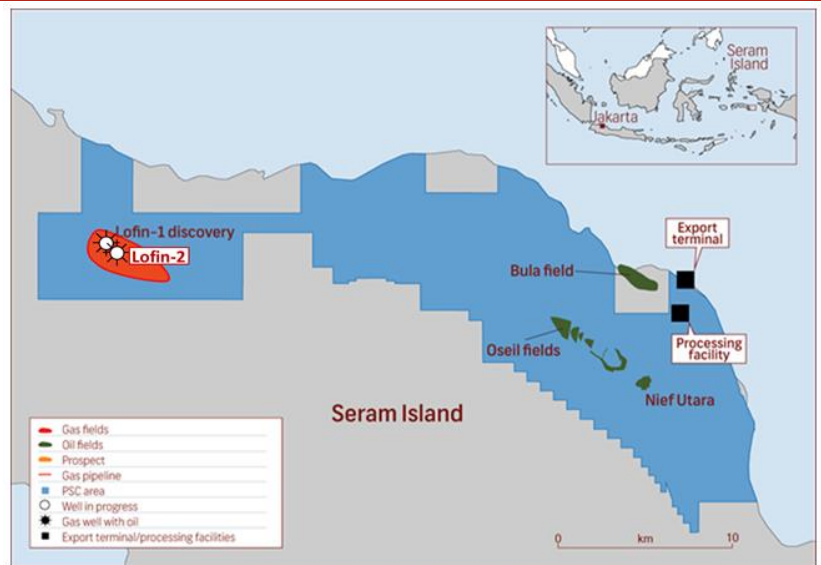 Seram
Island
Jakarta
Lofin-1 discovery
Lofin-2
Export
terminal
Bula field
Processing
facility
Oseil fields
Nief Utara
Seram Island
Gas fields
Oil fields
Prospect
Gas pipeline
PSC area
Well in progress
Gas well with oil
Export terminal/processing facilities
0 km 10